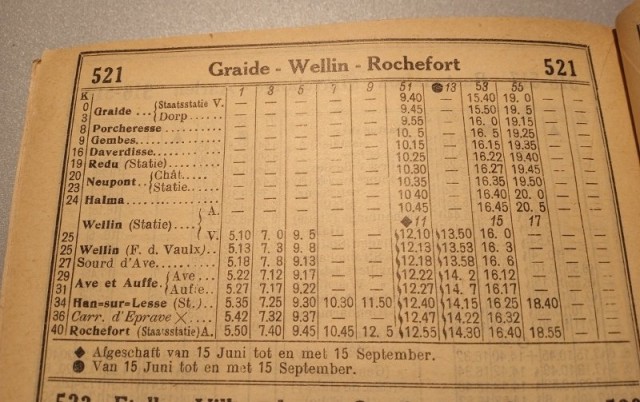 521 Graide - Wellin - Rochefort 521
K 1 3 5 7 9 51 13 53 55
0 Graide ... Staatsstatie V. — — — — — 9.40 — 15.40 19. 0 — —
3 Dorp ..... — — — — — 9.45 — 15.50 19. 5 — —
8 Porcheresse ......... — — — — — 9.55 — 16. 0 19.15 — —
9 Gembes............ — — — — — 10. 5 — 16. 5 19.25 — —
16 Daverdisse.......... — — — — — 10.15 — 16.15 19.35 — —
19 Redu (Statie)........ — — — — — 10.25 — 16.22 19.40 — —
20 Neupont.. Chât..... — — — — — 10.30 — 16.27 19.45 — —
23 Statie.... — — — — — 10.35 — 16.35 19.50 — —
24 Halma............. — — — — — 10 40 — 16.40 20. 0 — —
Wellin (Statie).... A. — — — — — 10.45 — 16.45 20. 5 — —
◆11 15 17
25 V. 5.10 7. 0 9. 5 — — 12.10 13.50 16. 0 — — —
25 Wellin (F. d. Vaulx).. 5.13 7. 3 9. 8 — — 12.13 13.53 16. 3 — — —
27 Sourd d'Ave........ 5.18 7. 8 9.13 — — 12.18 13.58 16. 6 — — —
29 Ave et Auffe. Ave ... 5.22 7.12 9.17 — — 12.22 14. 2 16.12 — — —
31 Auffe.. 5.27 7.17 9.22 — — 12.27 14. 7 16.17 — — —
34 Han=sur=Lesse (St.).. 5.35 7.25 9.30 10.30 11.50 12.40 14.15 16 25 18.40 — —
36 Carr. d'Eprave X.... 5.42 7.32 9.37 — — 12.47 14.22 16.32 — — —
40 Rochefort (Staatsstatie) A. 5.50 7.40 9.45 10.45 12. 5 12.55 14.30 16.40 18.55 — —
◆ Afgeschaft van 15 Juni tot en met 15 September.
● Van 15 Juni tot en met 15 September.